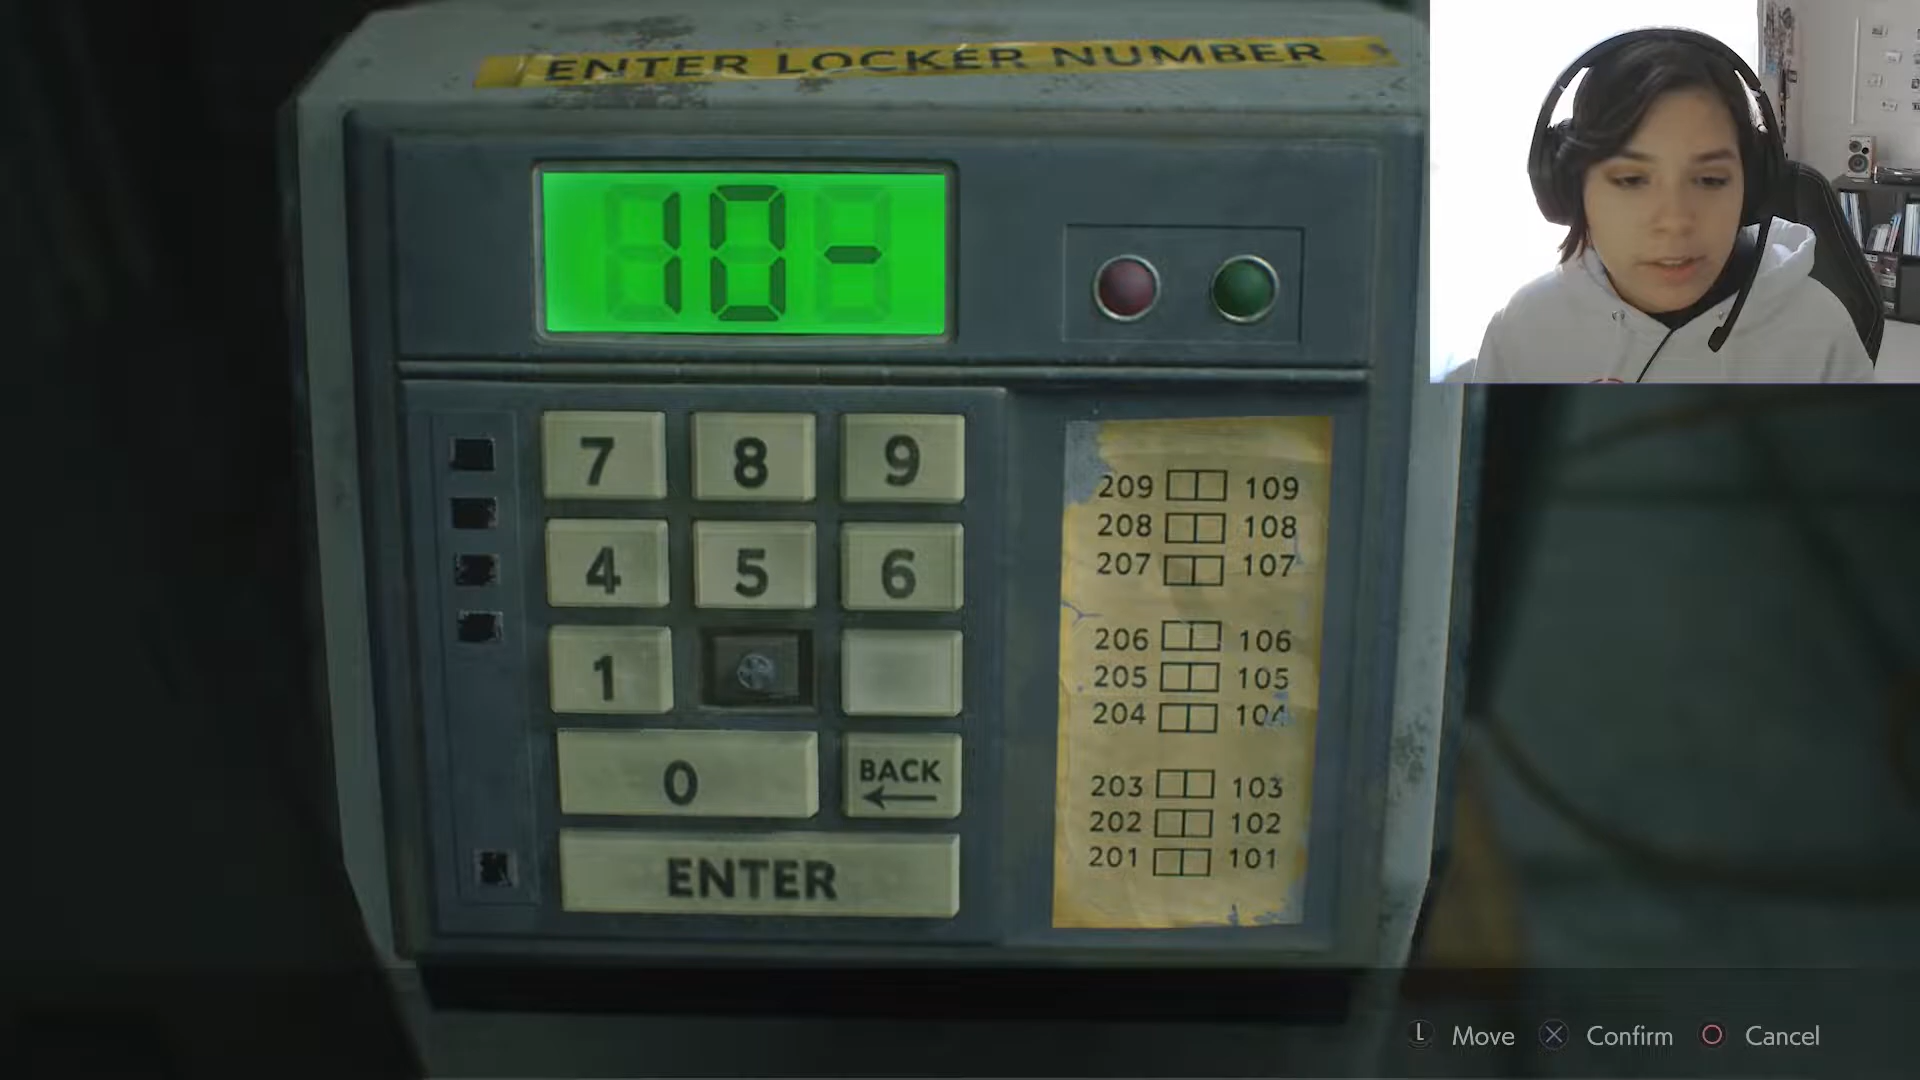 ENTER LOCKER NUMBER
10-
7 8 9
4 5 6
1
0 BACK
ENTER
209 109
208 108
207 107
206 106
205 105
204 104
203 103
202 102
201 101
L Move X Confirm O Cancel